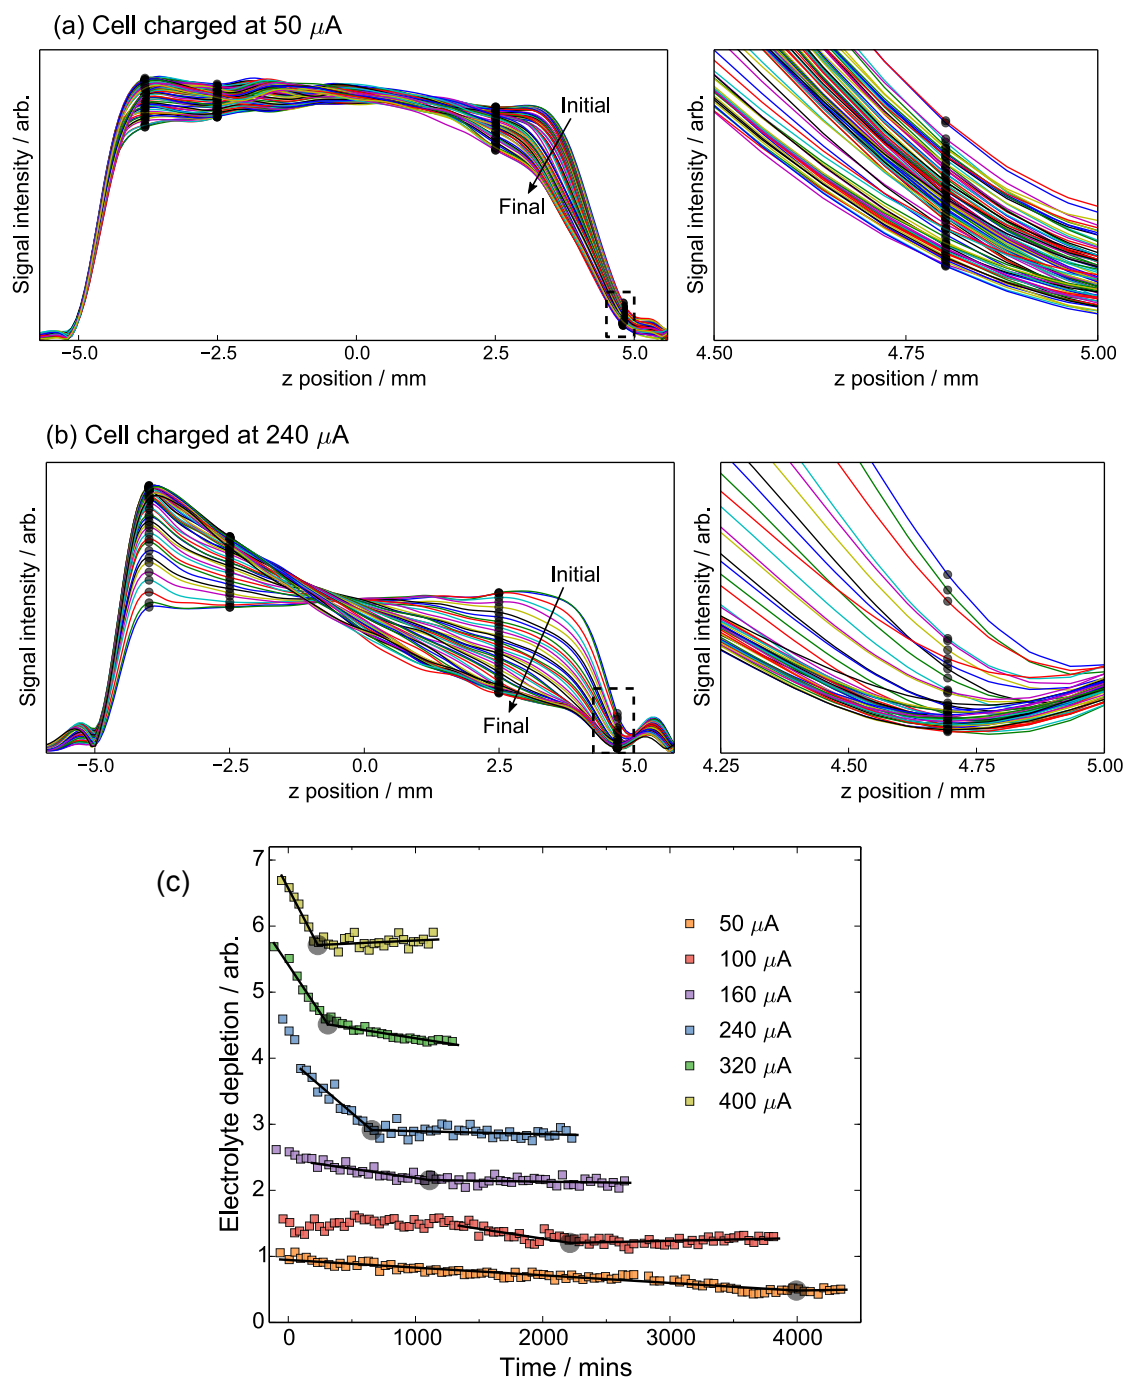 (a) Cell charged at 50 μA
Signal intensity / arb.
Initial
Final
−5.0 −2.5 0.0 2.5 5.0
z position / mm
Signal intensity / arb.
4.50 4.75 5.00
z position / mm
(b) Cell charged at 240 μA
Signal intensity / arb.
Initial
Final
−5.0 −2.5 0.0 2.5 5.0
z position / mm
Signal intensity / arb.
4.25 4.50 4.75 5.00
z position / mm
(c)
Electrolyte depletion / arb.
7
6
5
4
3
2
1
0
50 μA
100 μA
160 μA
240 μA
320 μA
400 μA
0 1000 2000 3000 4000
Time / mins